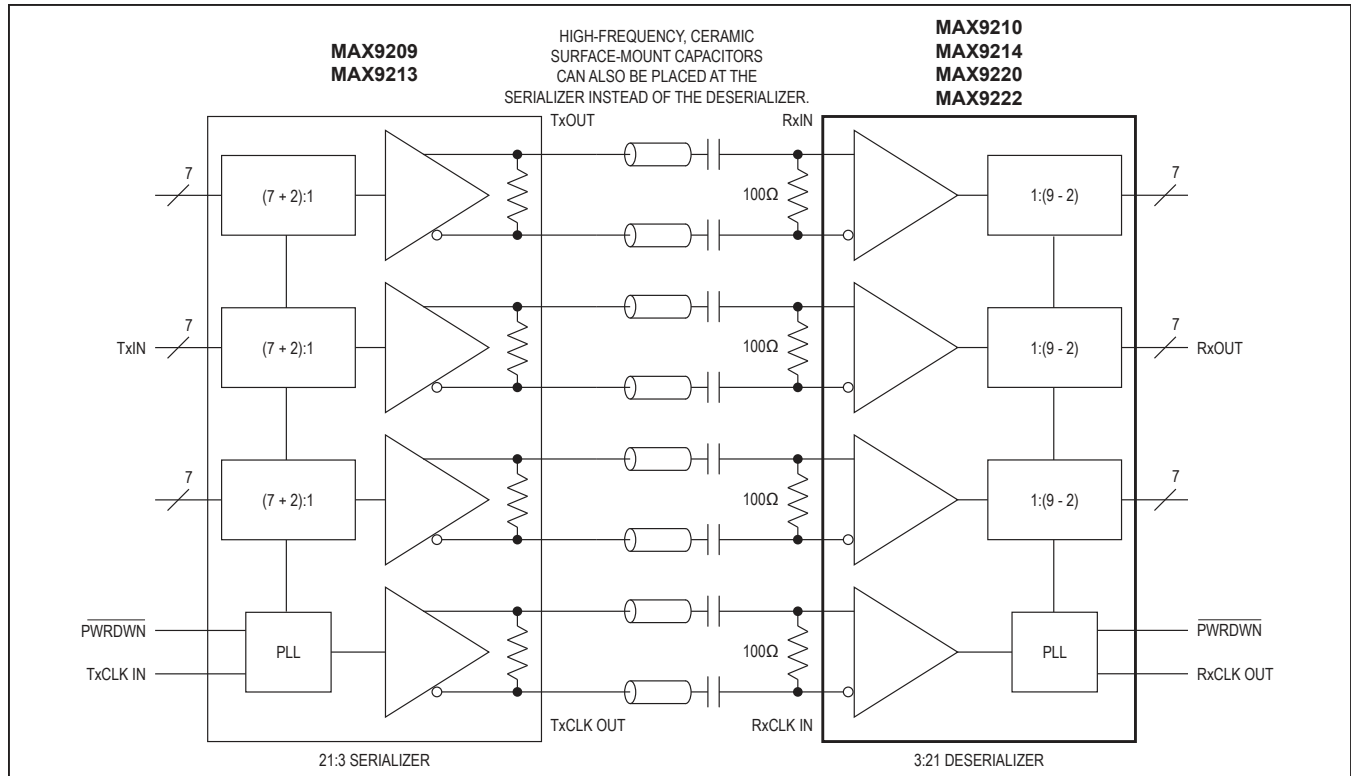 MAX9209
MAX9213
HIGH-FREQUENCY, CERAMIC
SURFACE-MOUNT CAPACITORS
CAN ALSO BE PLACED AT THE
SERIALIZER INSTEAD OF THE DESERIALIZER.
MAX9210
MAX9214
MAX9220
MAX9222
TxOUT
RxIN
7
(7 + 2):1
100Ω
1:(9 - 2)
7
TxIN
7
(7 + 2):1
100Ω
1:(9 - 2)
7
RxOUT
7
(7 + 2):1
100Ω
1:(9 - 2)
7
PWRDWN
TxCLK IN
PLL
100Ω
PLL
PWRDWN
RxCLK OUT
TxCLK OUT
RxCLK IN
21:3 SERIALIZER
3:21 DESERIALIZER